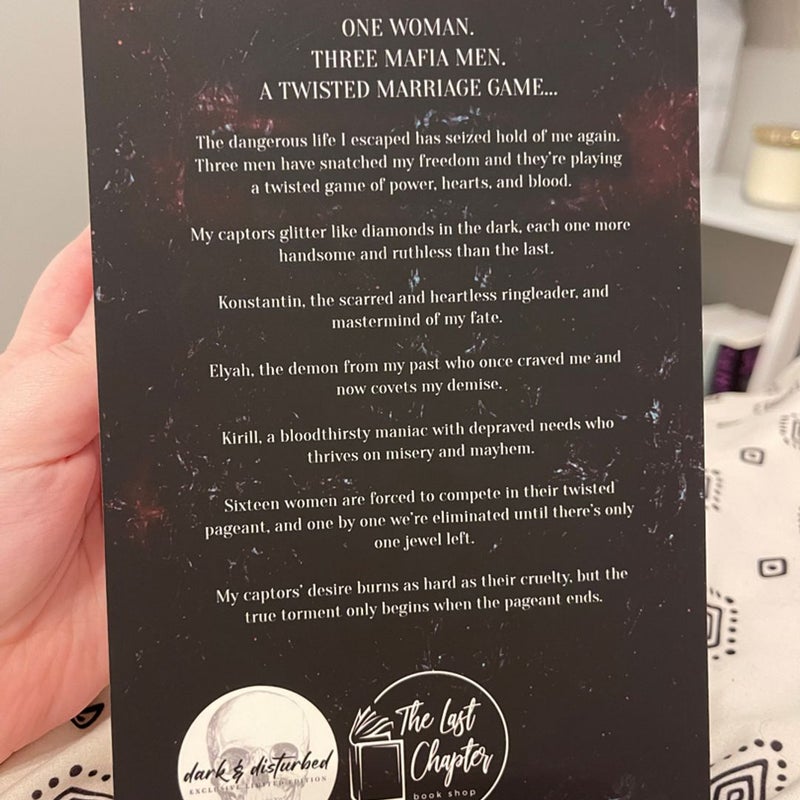 ONE WOMAN.
THREE MAFIA MEN.
A TWISTED MARRIAGE GAME...
The dangerous life I escaped has seized hold of me again.
Three men have snatched my freedom and they're playing
a twisted game of power, hearts, and blood.
My captors glitter like diamonds in the dark, each one more
handsome and ruthless than the last.
Konstantin, the scarred and heartless ringleader, and
mastermind of my fate.
Elyah, the demon from my past who once craved me and
now covets my demise.
Kirill, a bloodthirsty maniac with depraved needs who
thrives on misery and mayhem.
Sixteen women are forced to compete in their twisted
pageant, and one by one we're eliminated until there's only
one jewel left.
My captors' desire burns as hard as their cruelty, but the
true torment only begins when the pageant ends.
dark & disturbed
EXCLUSIVE LIMITED EDITION
The Last
Chapter
book shop